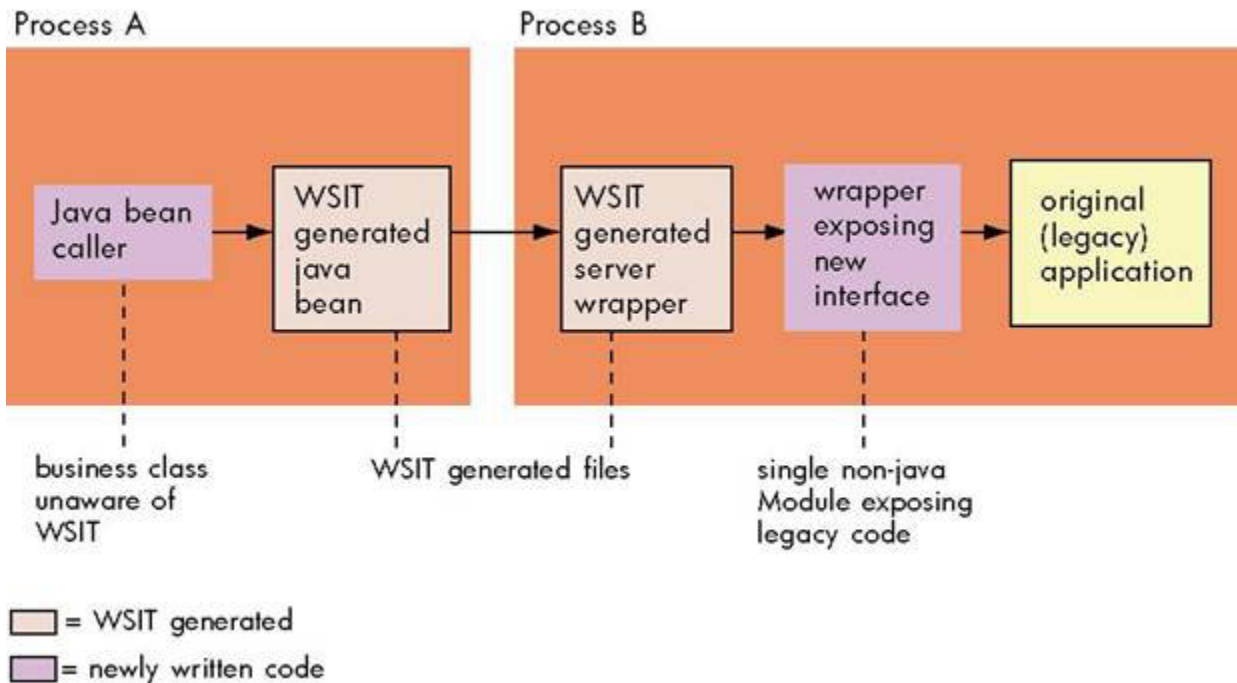 Process A
Process B
Java bean
caller
WSIT
generated
java
bean
WSIT
generated
server
wrapper
wrapper
exposing
new
interface
original
(legacy)
application
business class
unaware of
WSIT
WSIT generated files
single non-java
Module exposing
legacy code
= WSIT generated
= newly written code